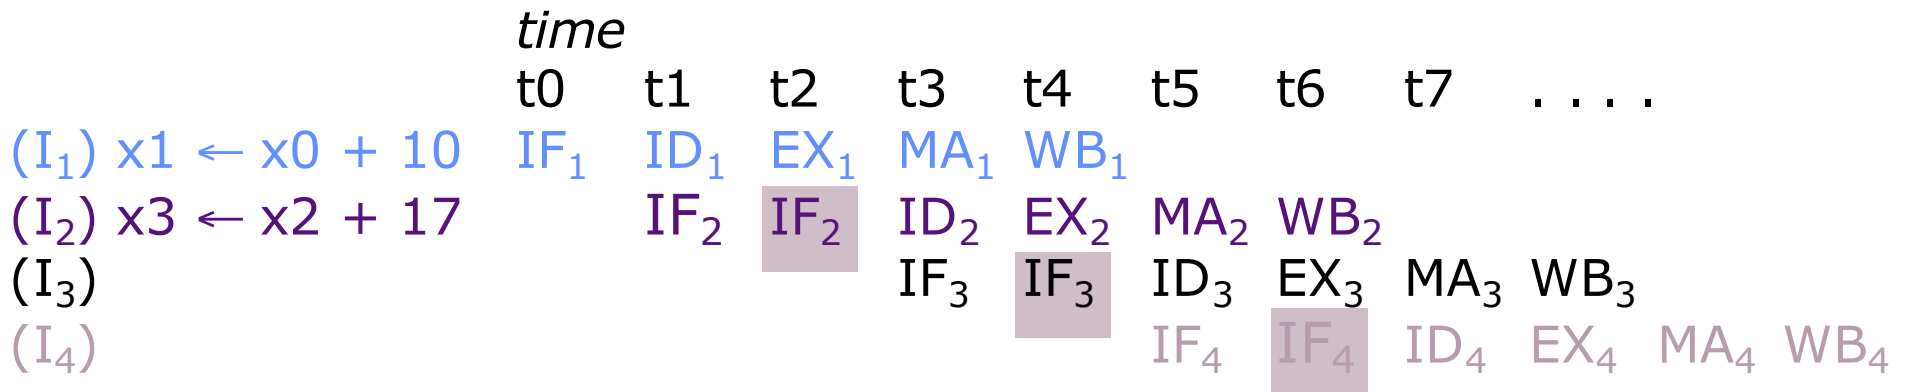 time
t0 t1 t2 t3 t4 t5 t6 t7 . . . .
(I₁) x1 ← x0 + 10 IF₁ ID₁ EX₁ MA₁ WB₁
(I₂) x3 ← x2 + 17 IF₂ IF₂ ID₂ EX₂ MA₂ WB₂
(I₃) IF₃ IF₃ ID₃ EX₃ MA₃ WB₃
(I₄) IF₄ IF₄ ID₄ EX₄ MA₄ WB₄